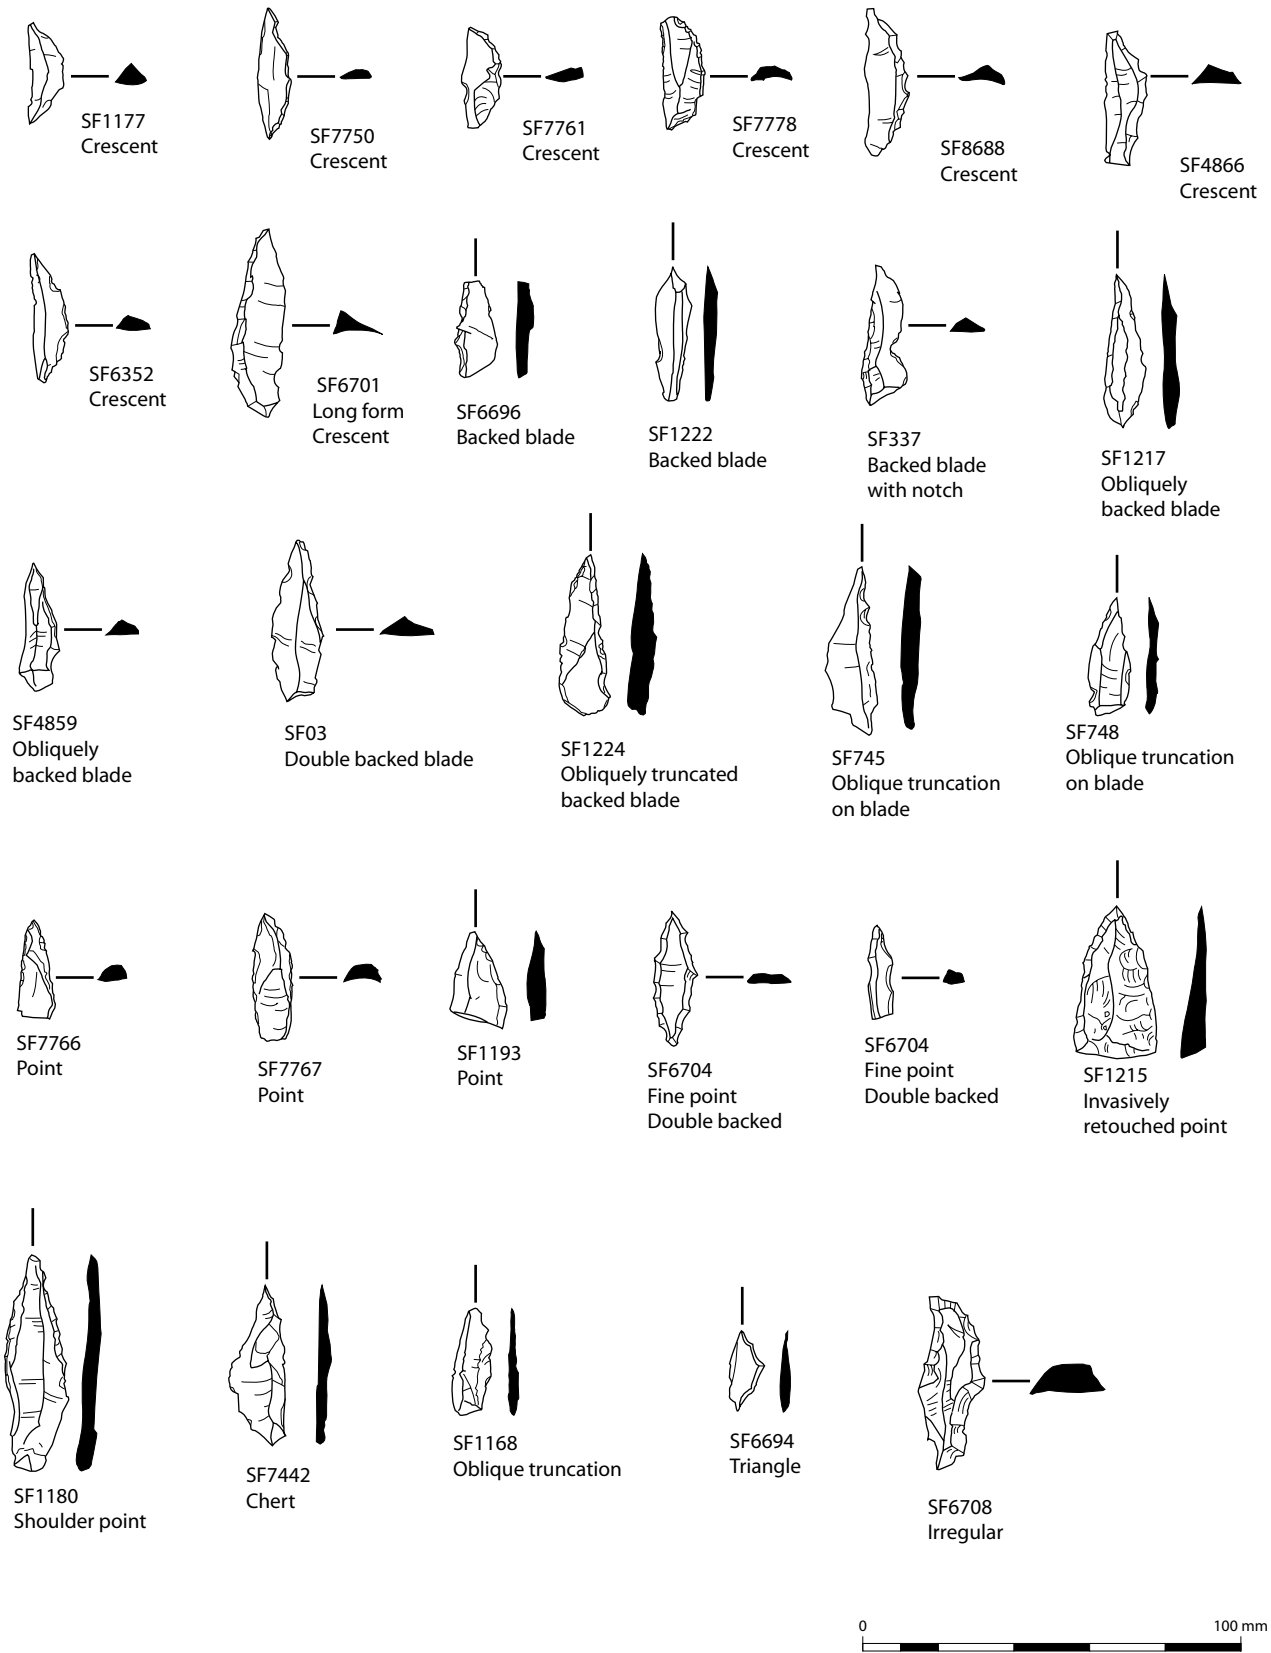 SF1177
Crescent
SF7750
Crescent
SF7761
Crescent
SF7778
Crescent
SF8688
Crescent
SF4866
Crescent
SF6352
Crescent
SF6701
Long form
Crescent
SF6696
Backed blade
SF1222
Backed blade
SF337
Backed blade
with notch
SF1217
Obliquely
backed blade
SF4859
Obliquely
backed blade
SF03
Double backed blade
SF1224
Obliquely truncated
backed blade
SF745
Oblique truncation
on blade
SF748
Oblique truncation
on blade
SF7766
Point
SF7767
Point
SF1193
Point
SF6704
Fine point
Double backed
SF6704
Fine point
Double backed
SF1215
Invasively
retouched point
SF1180
Shoulder point
SF7442
Chert
SF1168
Oblique truncation
SF6694
Triangle
SF6708
Irregular
0 100 mm